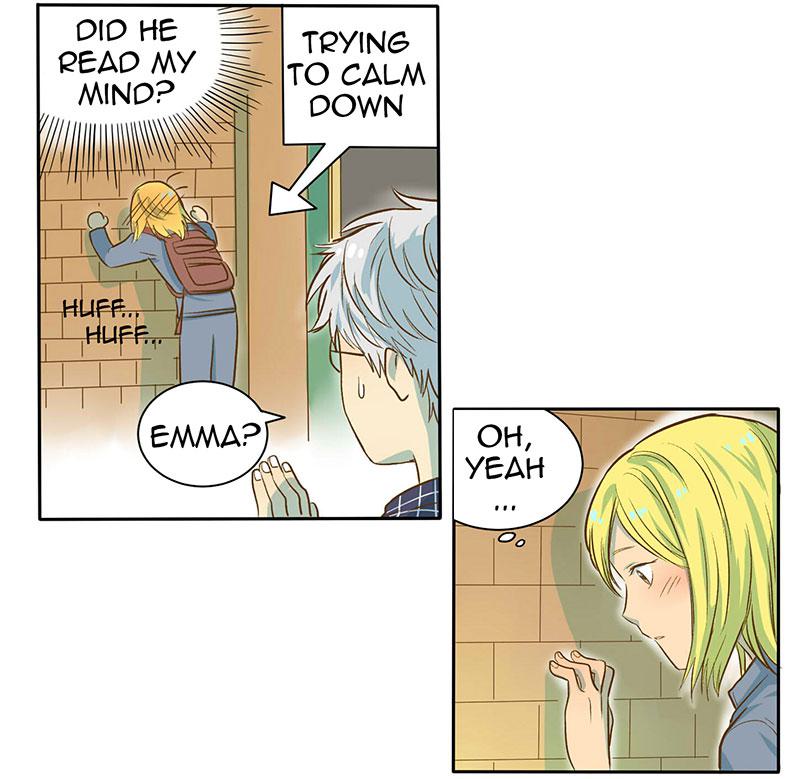 DID HE
READ MY
MIND?
TRYING
TO CALM
DOWN
HUFF...
HUFF...
EMMA?
OH,
YEAH
...